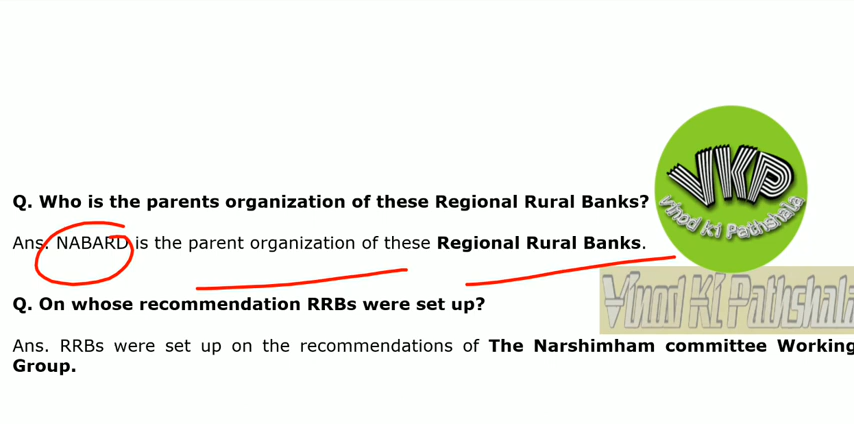 Q. Who is the parents organization of these Regional Rural Banks?
Ans. NABARD is the parent organization of these Regional Rural Banks.
Q. On whose recommendation RRBs were set up?
Ans. RRBs were set up on the recommendations of The Narshimham committee Working
Group.
VKP
Vinod ki Pathshala
Vinod Ki Pathshala